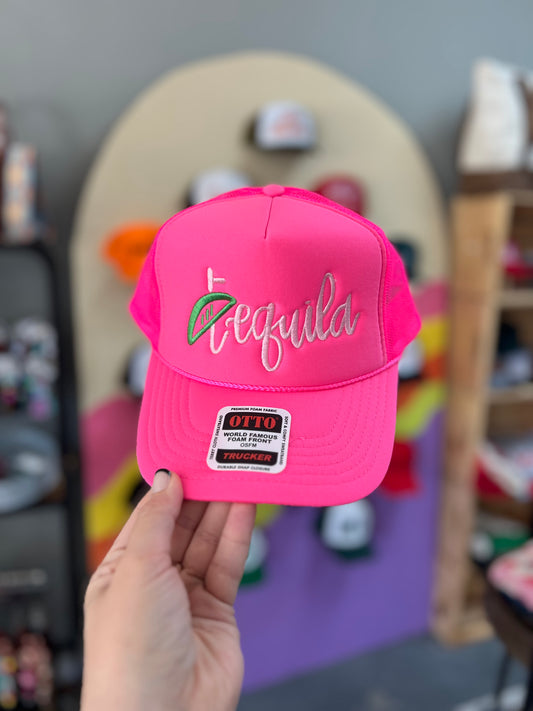 tequila
PREMIUM FOAM FABRIC
OTTO
WORLD FAMOUS
FOAM FRONT
OSFM
TRUCKER
DURABLE SNAP CLOSURE